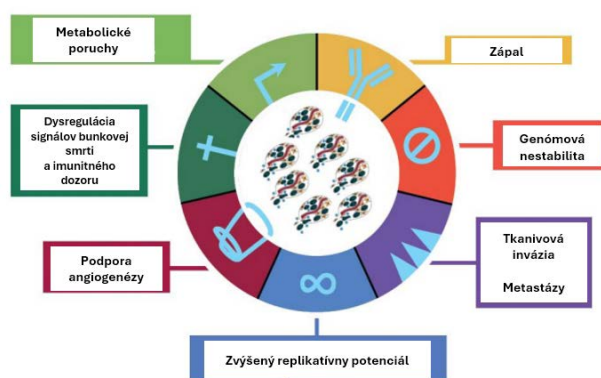 Metabolické
poruchy
Zápal
Dysregulácia
signálov bunkovej
smrti
a imunitného
dozoru
Genómová
nestabilita
Podpora
angiogenézy
Tkanivová
invázia
Metastázy
Zvýšený replikatívny potenciál